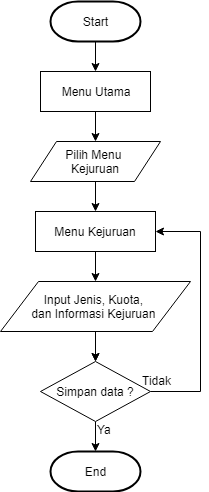 Start
Menu Utama
Pilih Menu
Kejuruan
Menu Kejuruan
Input Jenis, Kuota,
dan Informasi Kejuruan
Simpan data ?
Tidak
Ya
End